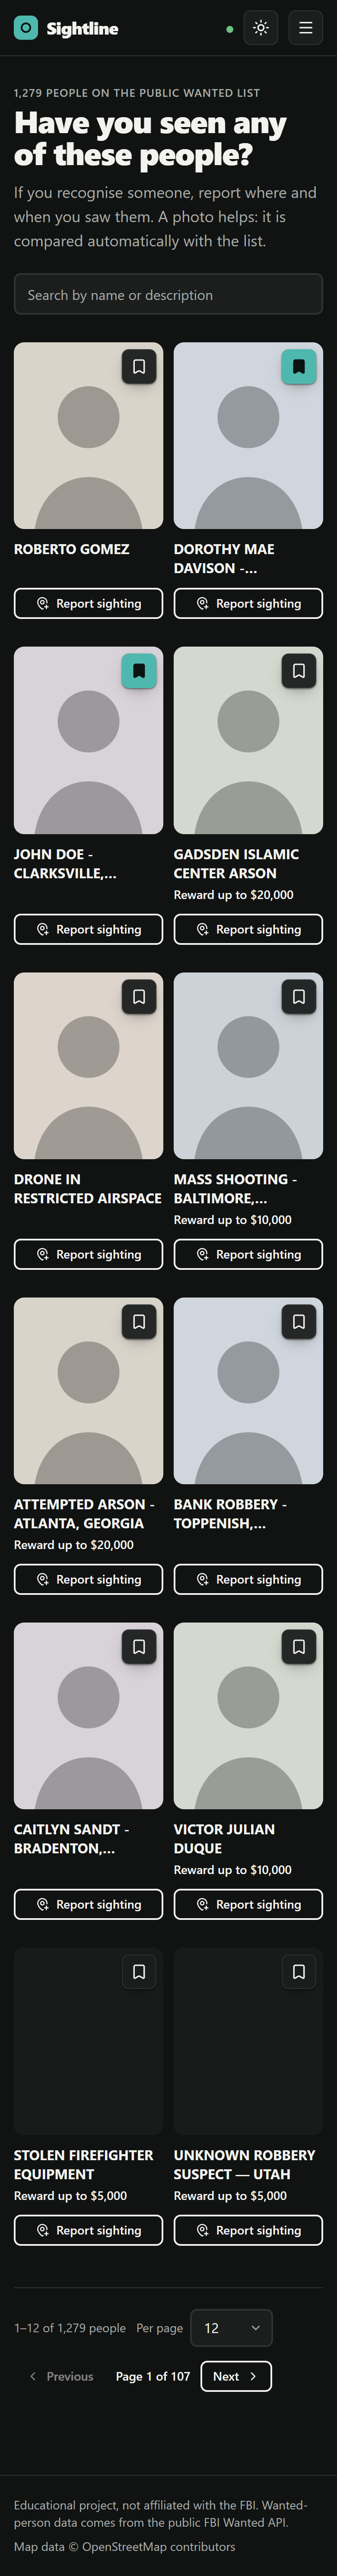 Sightline
1,279 PEOPLE ON THE PUBLIC WANTED LIST
Have you seen any
of these people?
If you recognise someone, report where and
when you saw them. A photo helps: it is
compared automatically with the list.
Search by name or description
ROBERTO GOMEZ
Report sighting
DOROTHY MAE
DAVISON -...
Report sighting
JOHN DOE -
CLARKSVILLE,...
Report sighting
GADSDEN ISLAMIC
CENTER ARSON
Reward up to $20,000
Report sighting
DRONE IN
RESTRICTED AIRSPACE
Report sighting
MASS SHOOTING -
BALTIMORE,...
Reward up to $10,000
Report sighting
ATTEMPTED ARSON -
ATLANTA, GEORGIA
Reward up to $20,000
Report sighting
BANK ROBBERY -
TOPPENISH,...
Report sighting
CAITLYN SANDT -
BRADENTON,...
Report sighting
VICTOR JULIAN
DUQUE
Reward up to $10,000
Report sighting
STOLEN FIREFIGHTER
EQUIPMENT
Reward up to $5,000
Report sighting
UNKNOWN ROBBERY
SUSPECT — UTAH
Reward up to $5,000
Report sighting
1–12 of 1,279 people Per page 12
Previous Page 1 of 107 Next
Educational project, not affiliated with the FBI. Wanted-
person data comes from the public FBI Wanted API.
Map data © OpenStreetMap contributors